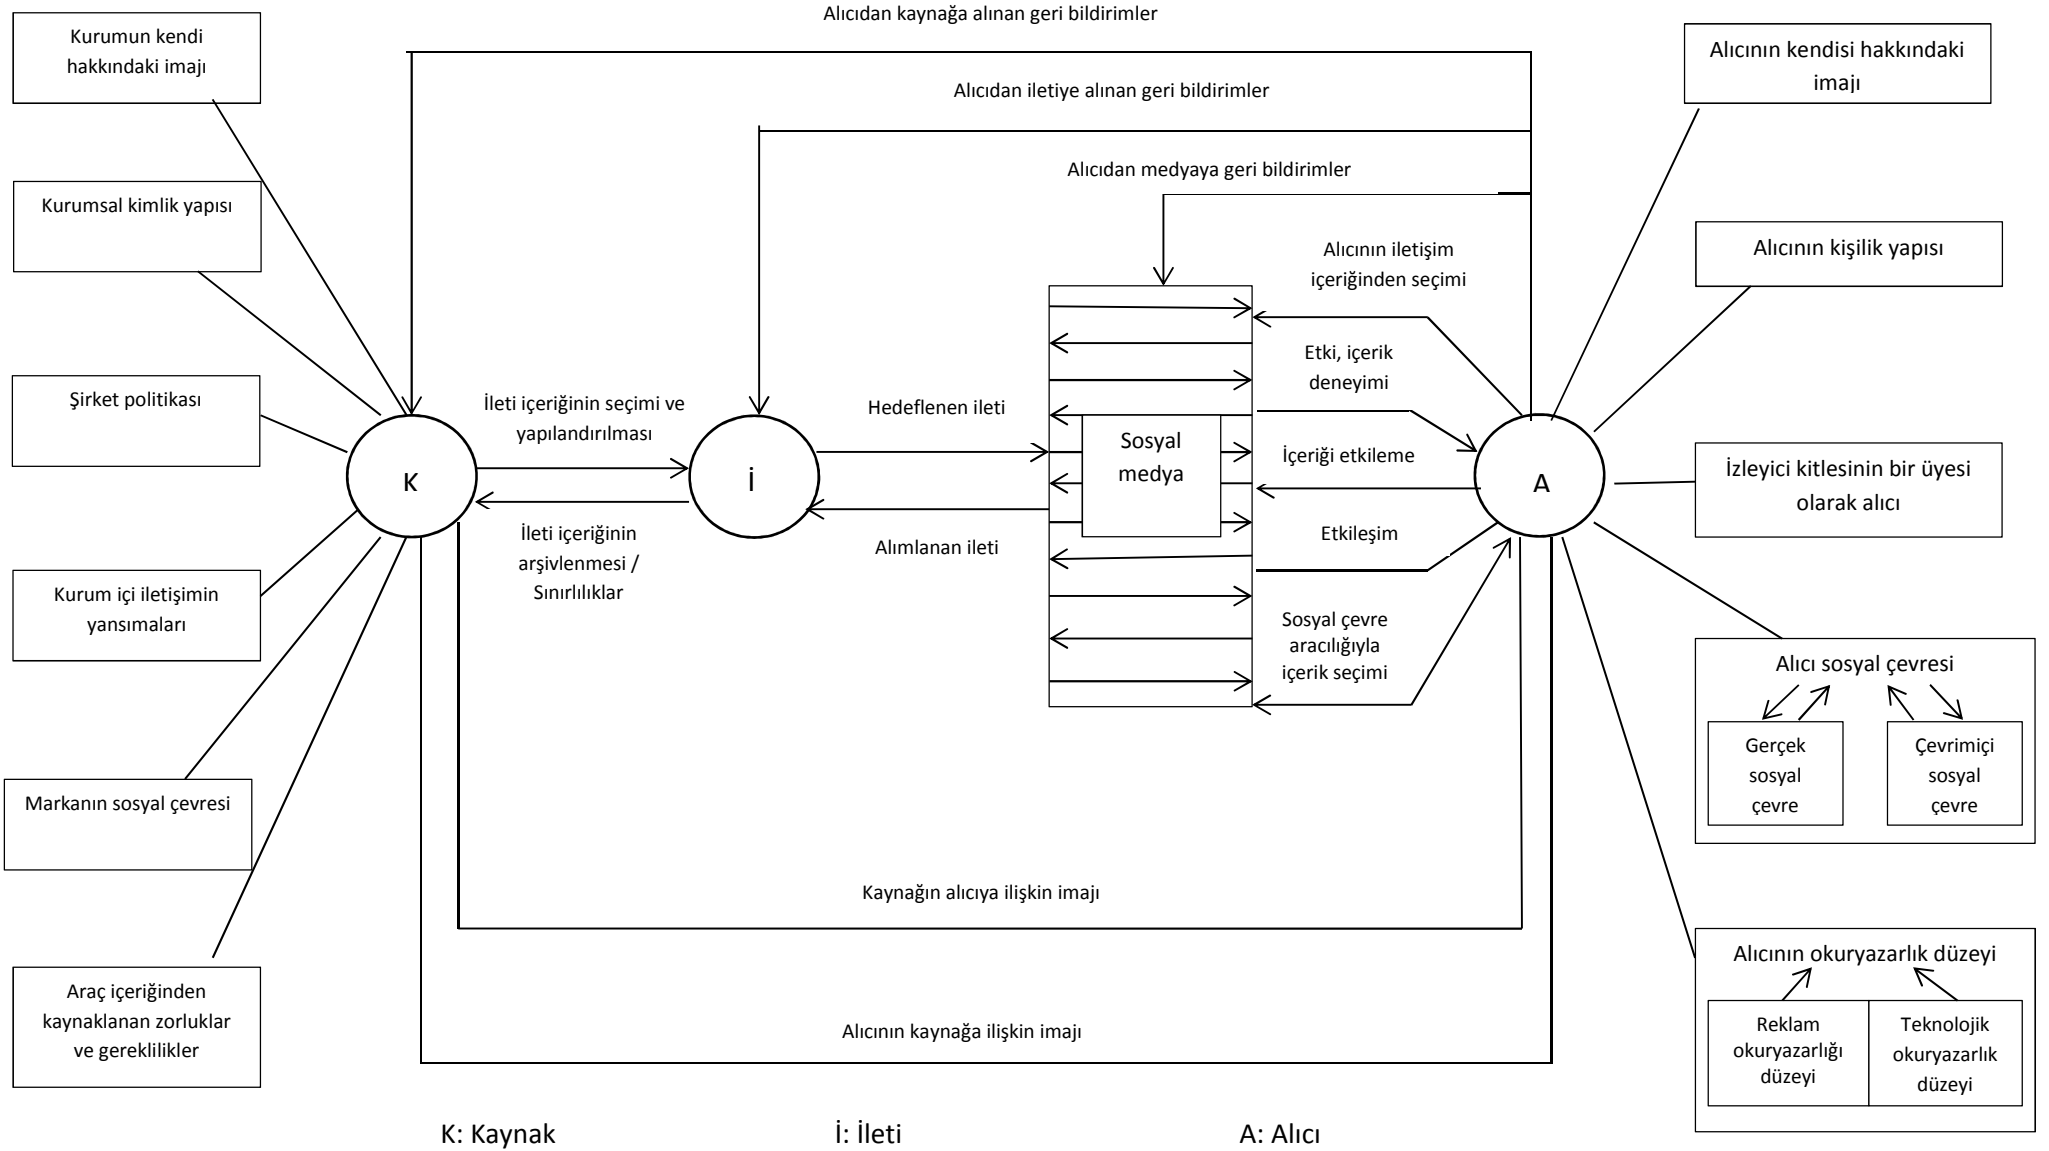 Alıcıdan kaynağa alınan geri bildirimler
Kurumun kendi
hakkındaki imajı
Alıcının kendisi hakkındaki
imajı
Alıcıdan iletiye alınan geri bildirimler
Alıcıdan medyaya geri bildirimler
Kurumsal kimlik yapısı
Alıcının kişilik yapısı
Alıcının iletişim
içeriğinden seçimi
Şirket politikası
Etki, içerik
deneyimi
İleti içeriğinin seçimi ve
yapılandırılması
Hedeflenen ileti
Sosyal
medya
İçeriği etkileme
İzleyici kitlesinin bir üyesi
olarak alıcı
K
İ
A
İleti içeriğinin
arşivlenmesi /
Sınırlılıklar
Alımlanan ileti
Etkileşim
Kurum içi iletişimin
yansımaları
Sosyal çevre
aracılığıyla
içerik seçimi
Alıcı sosyal çevresi
Gerçek
sosyal
çevre
Çevrimiçi
sosyal
çevre
Markanın sosyal çevresi
Kaynağın alıcıya ilişkin imajı
Alıcının okuryazarlık düzeyi
Reklam
okuryazarlığı
düzeyi
Teknolojik
okuryazarlık
düzeyi
Araç içeriğinden
kaynaklanan zorluklar
ve gereklilikler
Alıcının kaynağa ilişkin imajı
K: Kaynak
İ: İleti
A: Alıcı